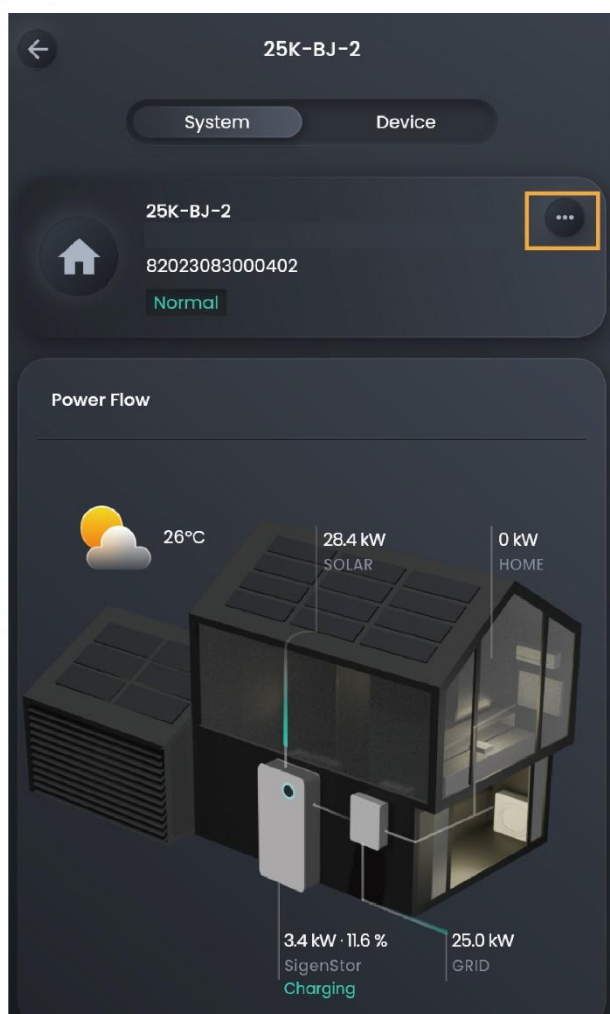 25K-BJ-2
System Device
25K-BJ-2
82023083000402
Normal
Power Flow
26°C
28.4 kW
SOLAR
0 kW
HOME
3.4 kW · 11.6 %
SigenStor
Charging
25.0 kW
GRID